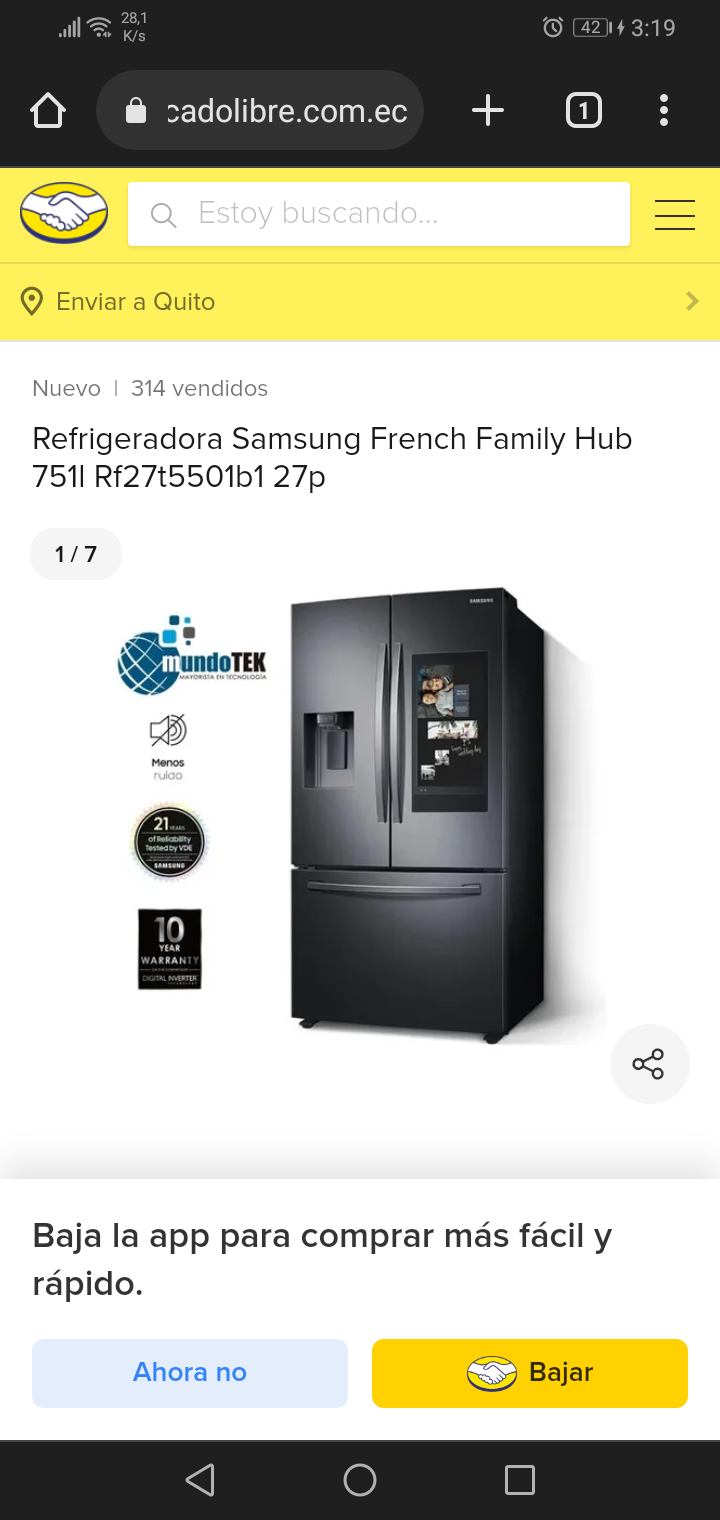 28,1
K/s
42
3:19
cadolibre.com.ec
1
Estoy buscando...
Enviar a Quito
Nuevo | 314 vendidos
Refrigeradora Samsung French Family Hub
751l Rf27t5501b1 27p
1 / 7
SAMSUNG
mundoTEK
MAYORISTA EN TECNOLOGÍA
Menos
ruido
21 YEARS
of Reliability
Tested by VDE
SAMSUNG
10
YEAR
WARRANTY
DIGITAL INVERTER
Baja la app para comprar más fácil y
rápido.
Ahora no
Bajar